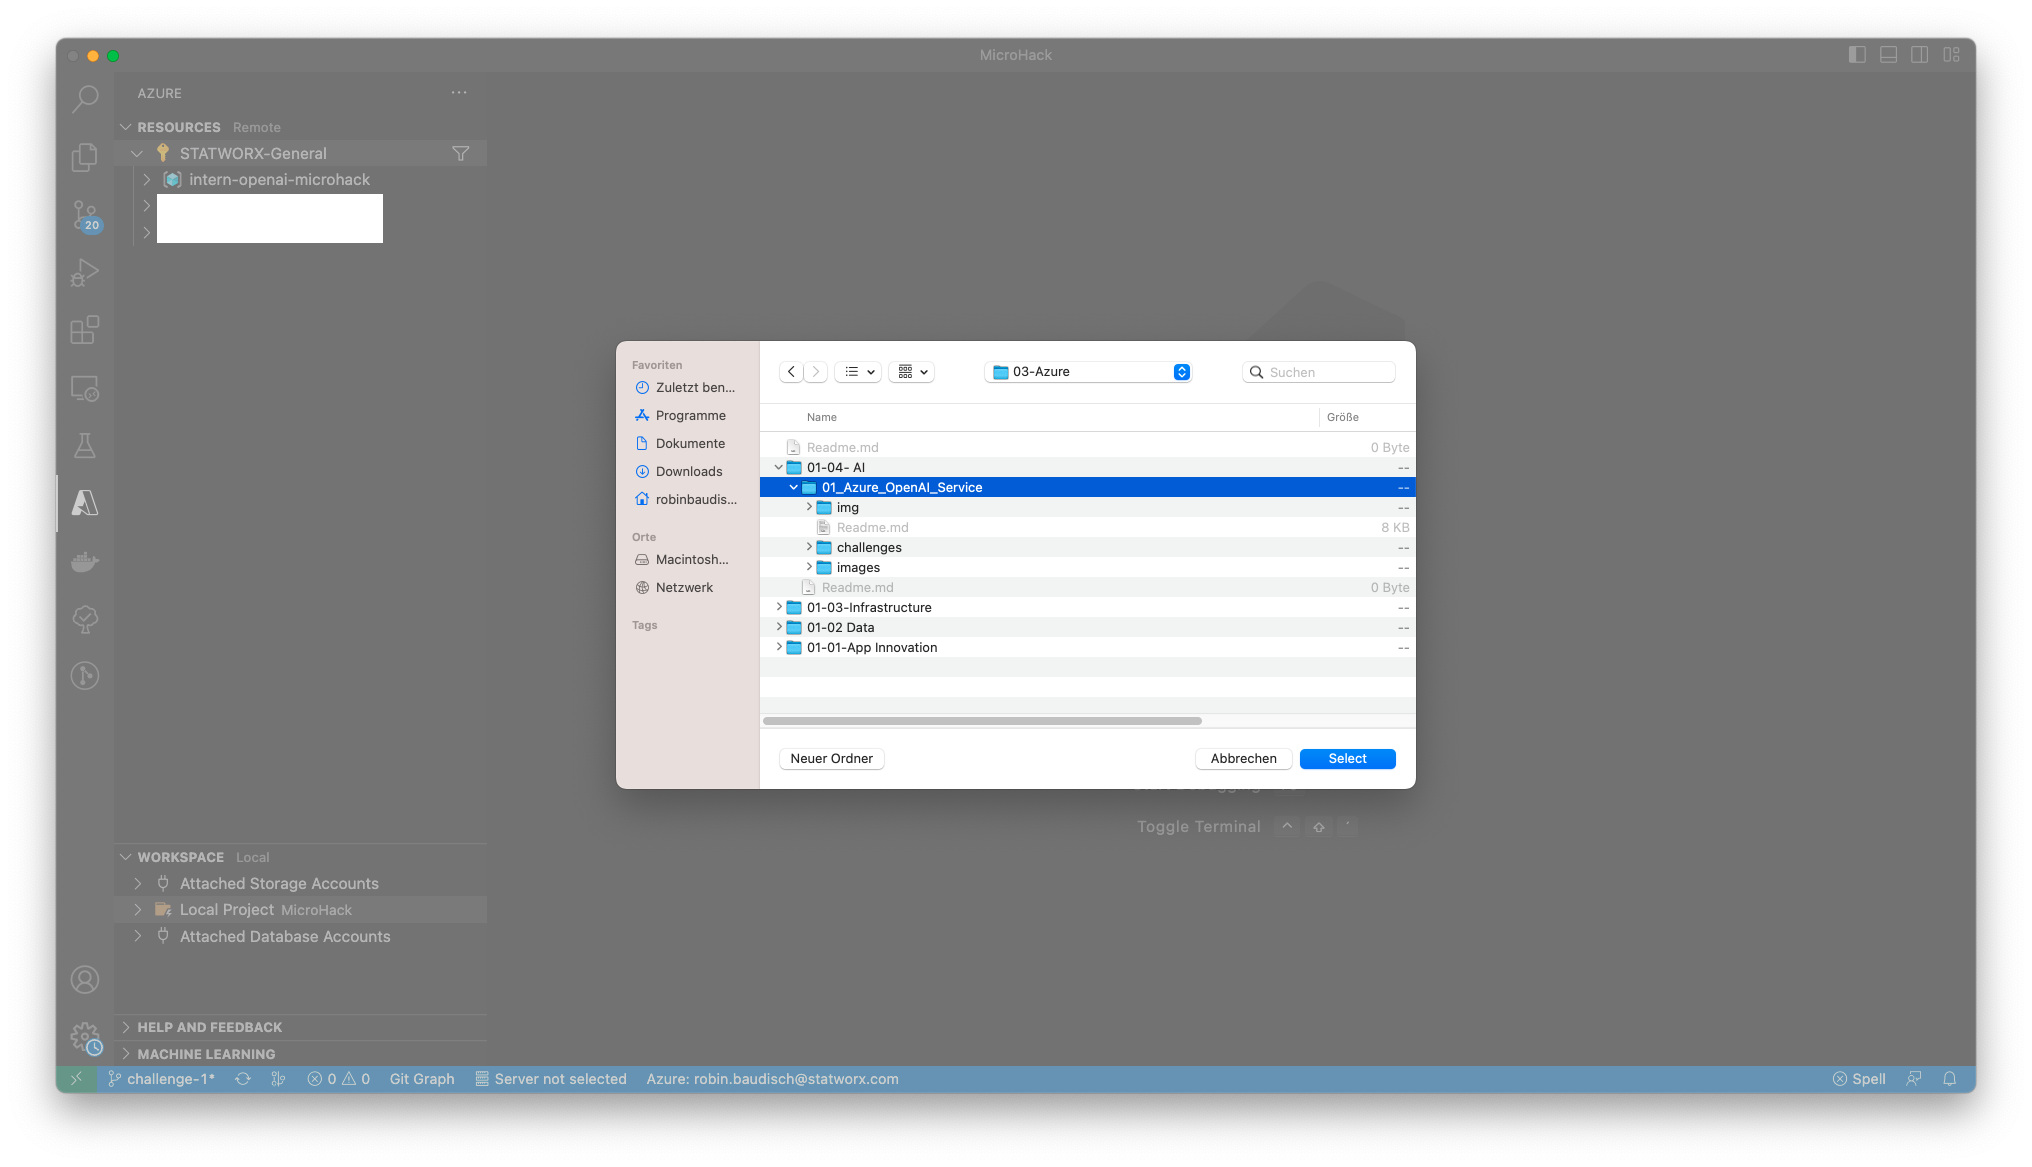 MicroHack
AZURE
RESOURCES Remote
STATWORX-General
intern-openai-microhack
20
WORKSPACE Local
Attached Storage Accounts
Local Project MicroHack
Attached Database Accounts
HELP AND FEEDBACK
MACHINE LEARNING
Favoriten
Zuletzt ben...
Programme
Dokumente
Downloads
robinbaudis...
Orte
Macintosh...
Netzwerk
Tags
03-Azure
Suchen
Name Größe
Readme.md 0 Byte
01-04- AI --
01_Azure_OpenAI_Service --
img --
Readme.md 8 KB
challenges --
images --
Readme.md 0 Byte
01-03-Infrastructure --
01-02 Data --
01-01-App Innovation --
Neuer Ordner Abbrechen Select
Toggle Terminal
challenge-1* 0 0 Git Graph Server not selected Azure: robin.baudisch@statworx.com Spell